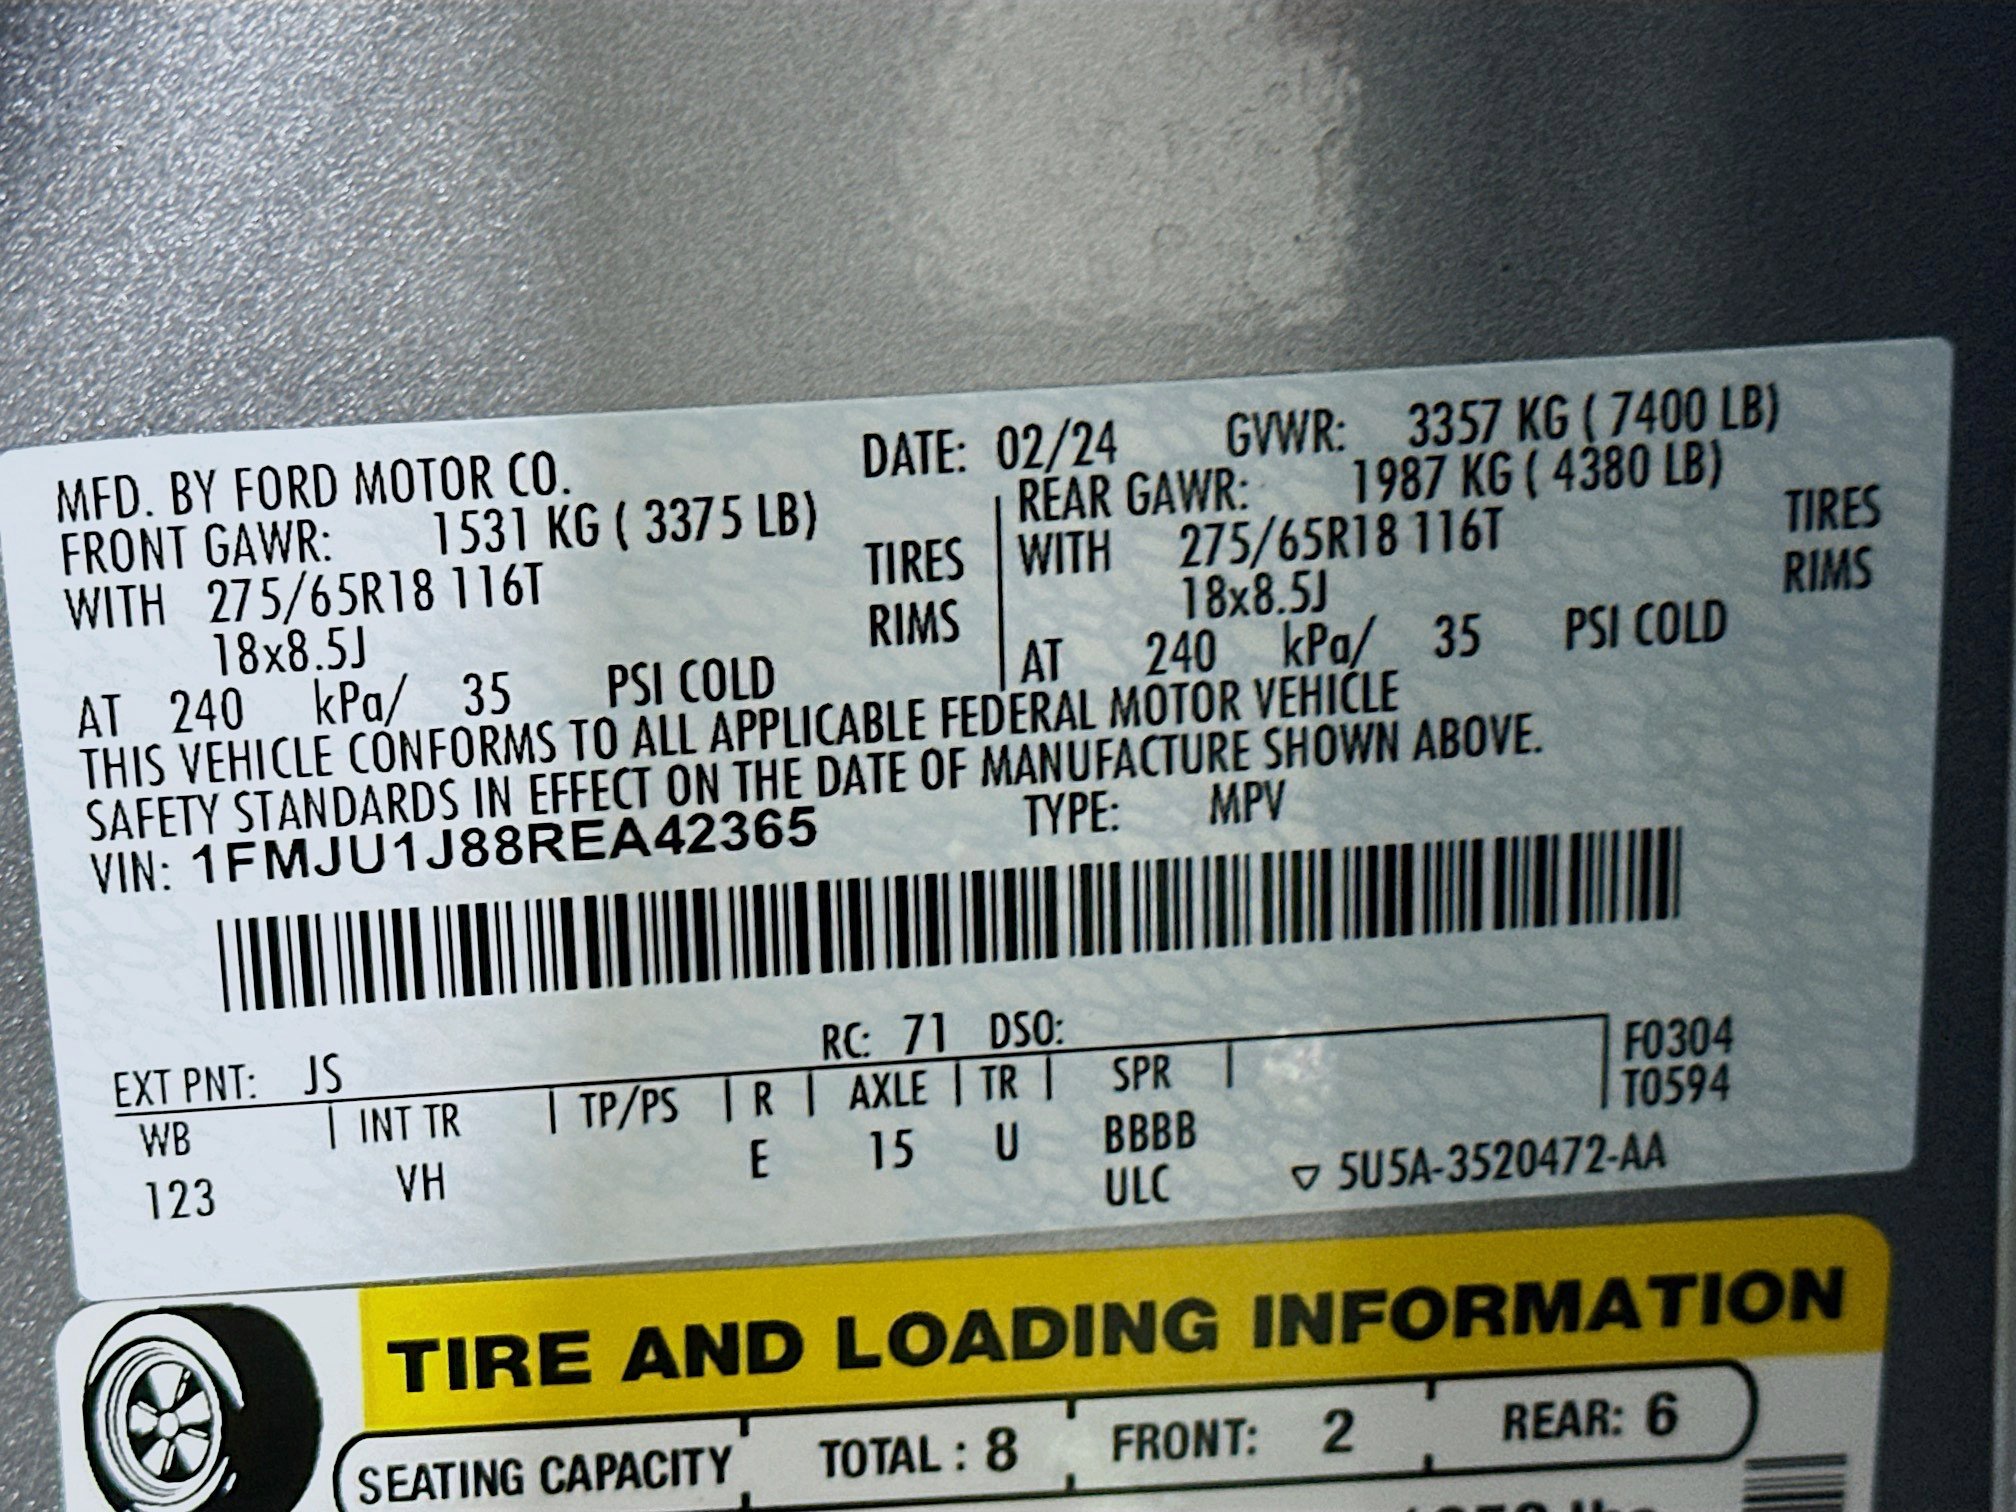 MFD. BY FORD MOTOR CO. DATE: 02/24 GVWR: 3357 KG ( 7400 LB)
FRONT GAWR: 1531 KG ( 3375 LB) REAR GAWR: 1987 KG ( 4380 LB)
WITH 275/65R18 116T TIRES WITH 275/65R18 116T TIRES
18x8.5J RIMS 18x8.5J RIMS
AT 240 kPa/ 35 PSI COLD AT 240 kPa/ 35 PSI COLD
THIS VEHICLE CONFORMS TO ALL APPLICABLE FEDERAL MOTOR VEHICLE
SAFETY STANDARDS IN EFFECT ON THE DATE OF MANUFACTURE SHOWN ABOVE.
VIN: 1FMJU1J88REA42365 TYPE: MPV
EXT PNT: JS RC: 71 DSO: F0304
WB INT TR TP/PS R AXLE TR SPR T0594
123 VH E 15 U BBBB
ULC ▽ 5U5A-3520472-AA
TIRE AND LOADING INFORMATION
SEATING CAPACITY TOTAL : 8 FRONT: 2 REAR: 6